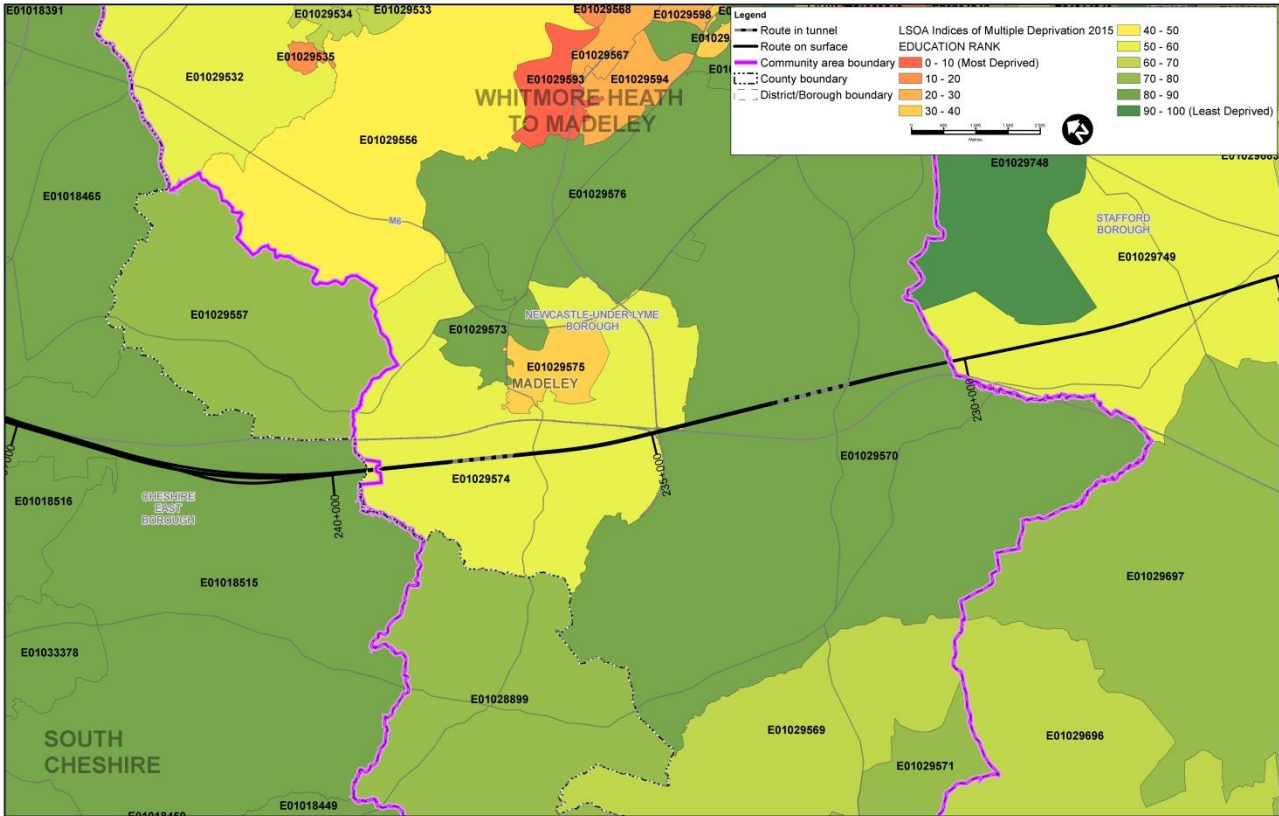 Legend
Route in tunnel
Route on surface
Community area boundary
County boundary
District/Borough boundary
LSOA Indices of Multiple Deprivation 2015
EDUCATION RANK
0 - 10 (Most Deprived)
10 - 20
20 - 30
30 - 40
40 - 50
50 - 60
60 - 70
70 - 80
80 - 90
90 - 100 (Least Deprived)
Metres
E01018391
E01029534
E01029533
E01029568
E01029598
E01029535
E01029532
E01029567
E01029593
E01029594
WHITMORE HEATH
TO MADELEY
E01029556
E01029748
E01018465
E01029576
M6
STAFFORD
BOROUGH
E01029749
E01029557
NEWCASTLE-UNDER-LYME
BOROUGH
E01029573
E01029575
MADELEY
230+000
E01029570
235+000
E01029574
240+000
E01018516
CHESHIRE
EAST
BOROUGH
E01018515
E01029697
E01033378
E01028899
E01029569
E01029696
SOUTH
CHESHIRE
E01029571
E01018449